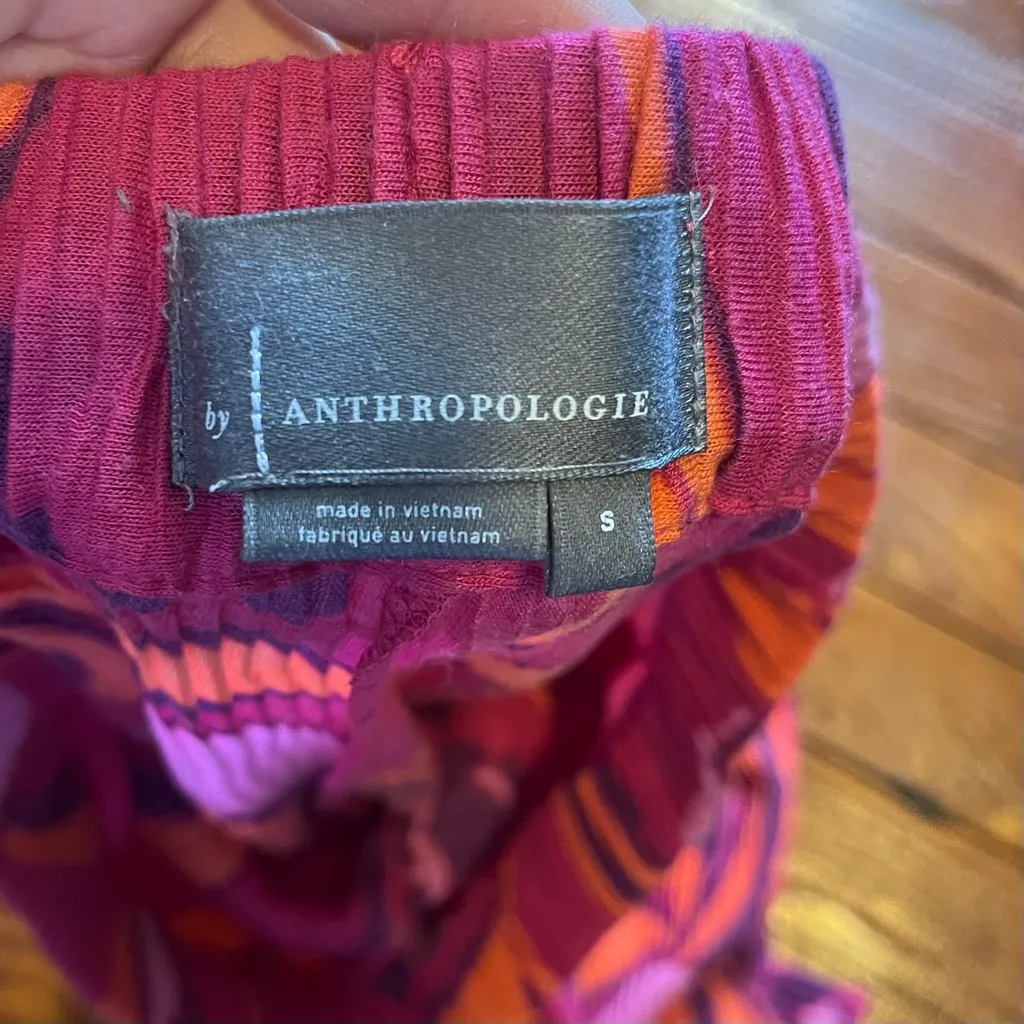 by ANTHROPOLOGIE
made in vietnam
fabriqué au vietnam
S